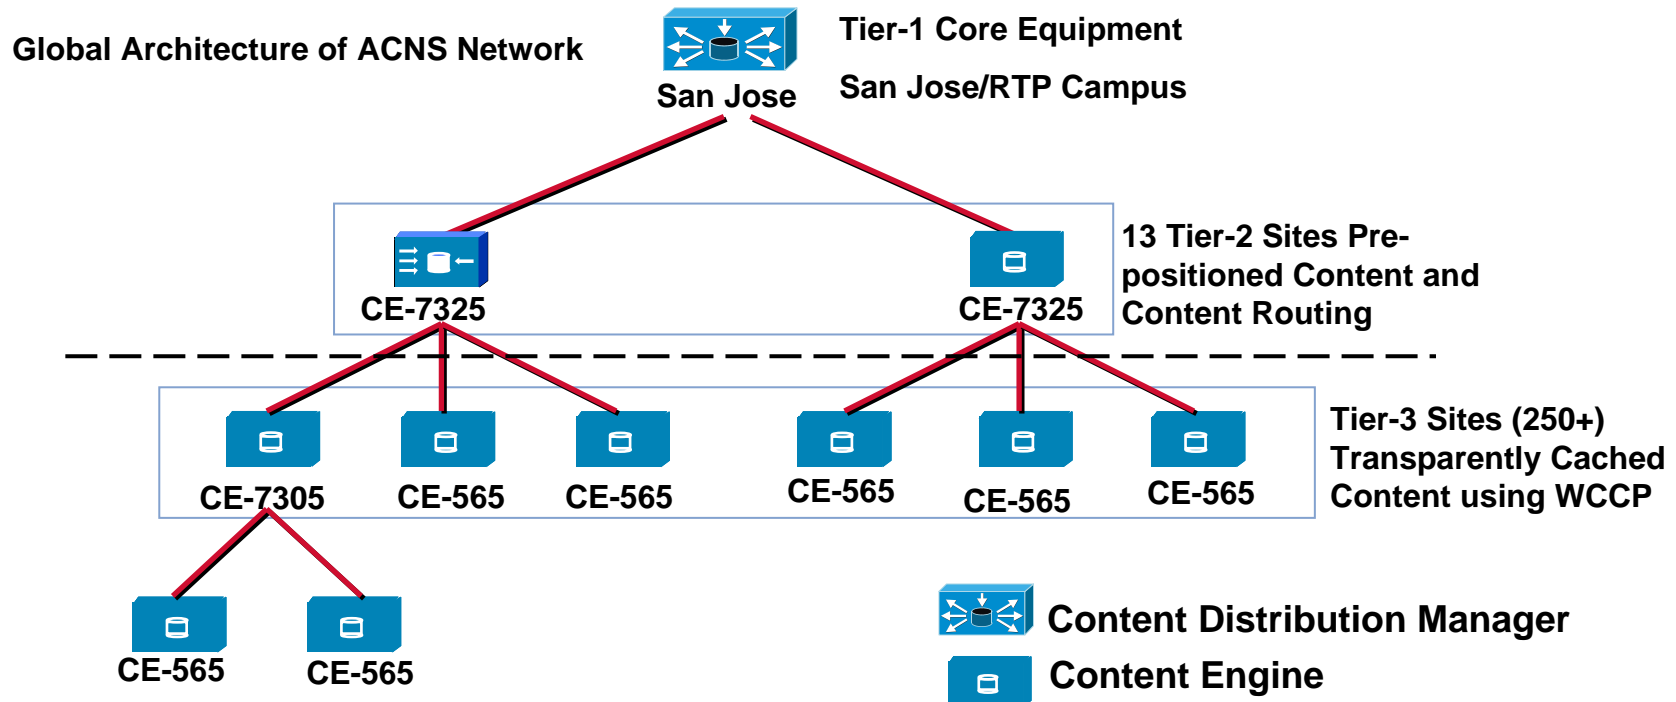 Global Architecture of ACNS Network
Tier-1 Core Equipment
San Jose/RTP Campus
San Jose
13 Tier-2 Sites Pre-
positioned Content and
Content Routing
CE-7325
CE-7325
Tier-3 Sites (250+)
Transparently Cached
Content using WCCP
CE-7305
CE-565
CE-565
CE-565
CE-565
CE-565
CE-565
CE-565
Content Distribution Manager
Content Engine